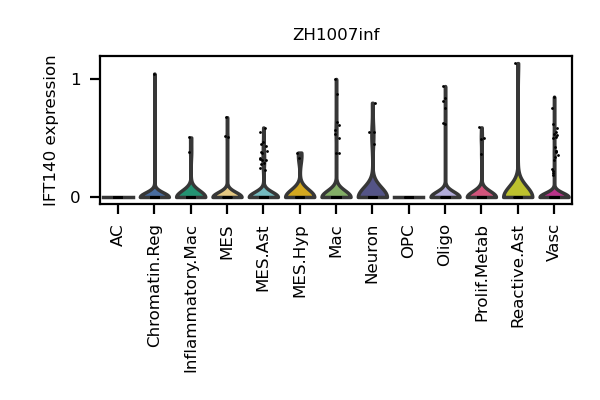 ZH1007inf
IFT140 expression
1
0
AC
Chromatin.Reg
Inflammatory.Mac
MES
MES.Ast
MES.Hyp
Mac
Neuron
OPC
Oligo
Prolif.Metab
Reactive.Ast
Vasc